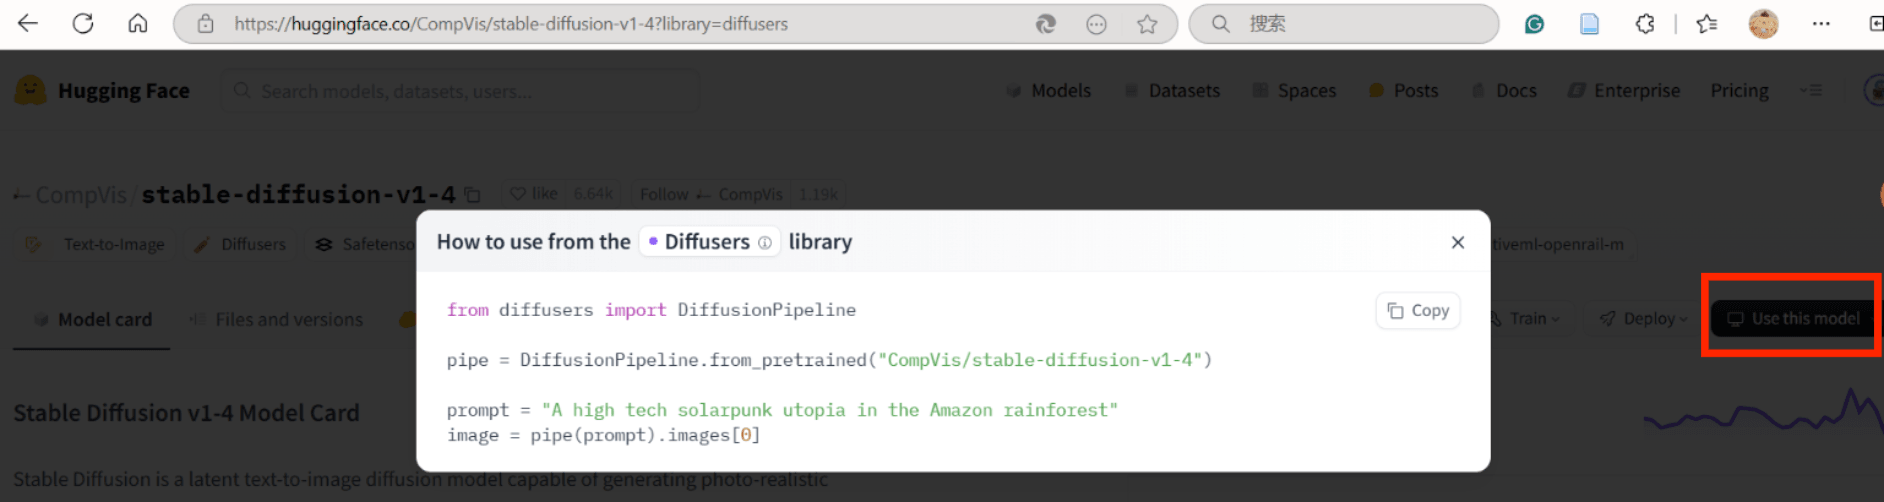 https://huggingface.co/CompVis/stable-diffusion-v1-4?library=diffusers
搜索
Hugging Face
Search models, datasets, users...
Models
Datasets
Spaces
Posts
Docs
Enterprise
Pricing
CompVis/stable-diffusion-v1-4
like 6.64k
Follow CompVis 1.19k
Text-to-Image
Diffusers
Safetenso
tiveml-openrail-m
How to use from the Diffusers library
Model card
Files and versions
Train
Deploy
Use this model
from diffusers import DiffusionPipeline
Copy
pipe = DiffusionPipeline.from_pretrained("CompVis/stable-diffusion-v1-4")
prompt = "A high tech solarpunk utopia in the Amazon rainforest"
image = pipe(prompt).images[0]
Stable Diffusion v1-4 Model Card
Stable Diffusion is a latent text-to-image diffusion model capable of generating photo-realistic